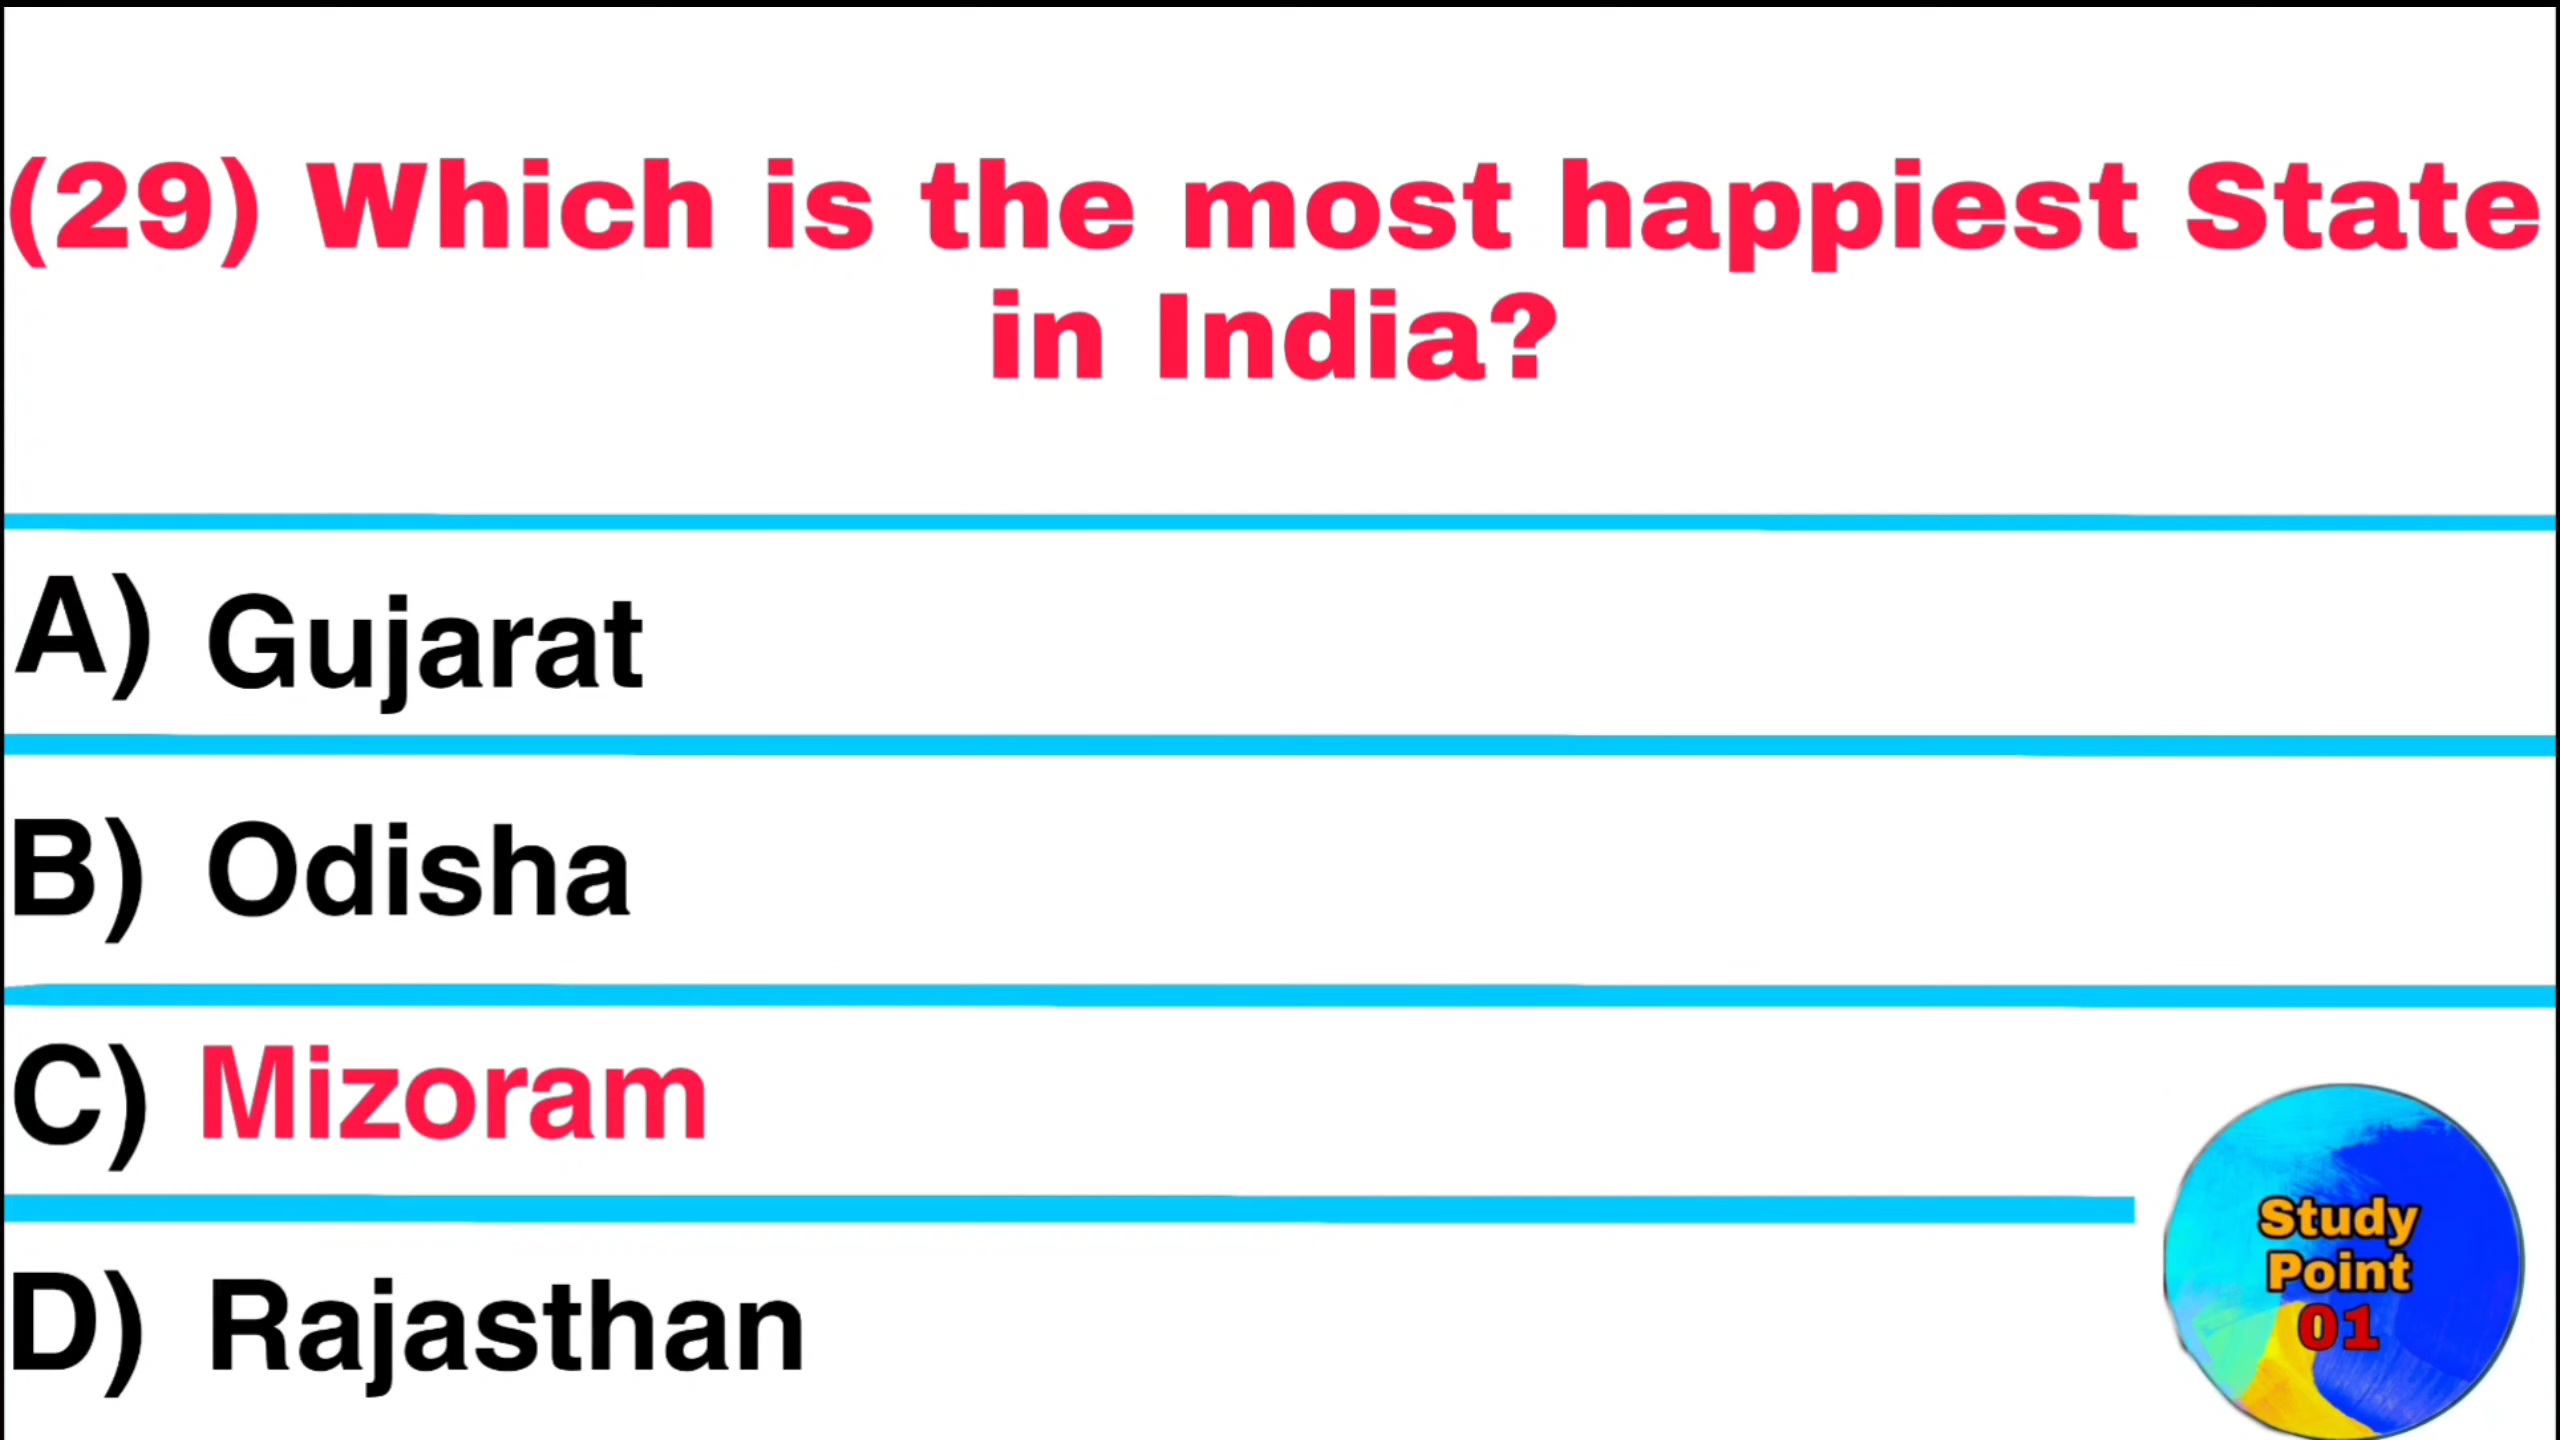 (29) Which is the most happiest State
in India?
A) Gujarat
B) Odisha
C) Mizoram
D) Rajasthan
Study
Point
01